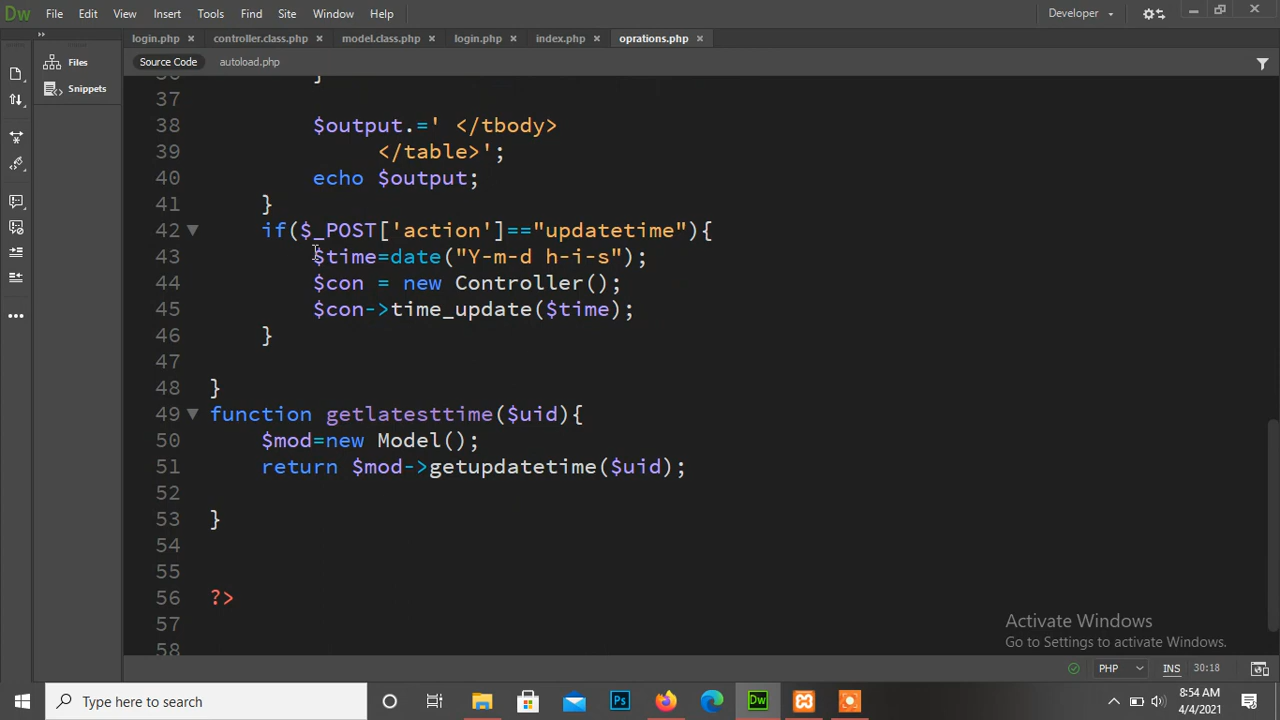 Dw File Edit View Insert Tools Find Site Window Help Developer
login.php × controller.class.php × model.class.php × login.php × index.php × oprations.php ×
Files
Snippets
Source Code autoload.php
36 }
37
38 $output.=' </tbody>
39 </table>';
40 echo $output;
41 }
42 if($_POST['action']=="updatetime"){
43 $time=date("Y-m-d h-i-s");
44 $con = new Controller();
45 $con->time_update($time);
46 }
47
48 }
49 function getlatesttime($uid){
50 $mod=new Model();
51 return $mod->getupdatetime($uid);
52
53 }
54
55
56 ?>
57
58
Activate Windows
Go to Settings to activate Windows.
PHP INS 30:18
Type here to search
Ps
Dw
8:54 AM
4/4/2021